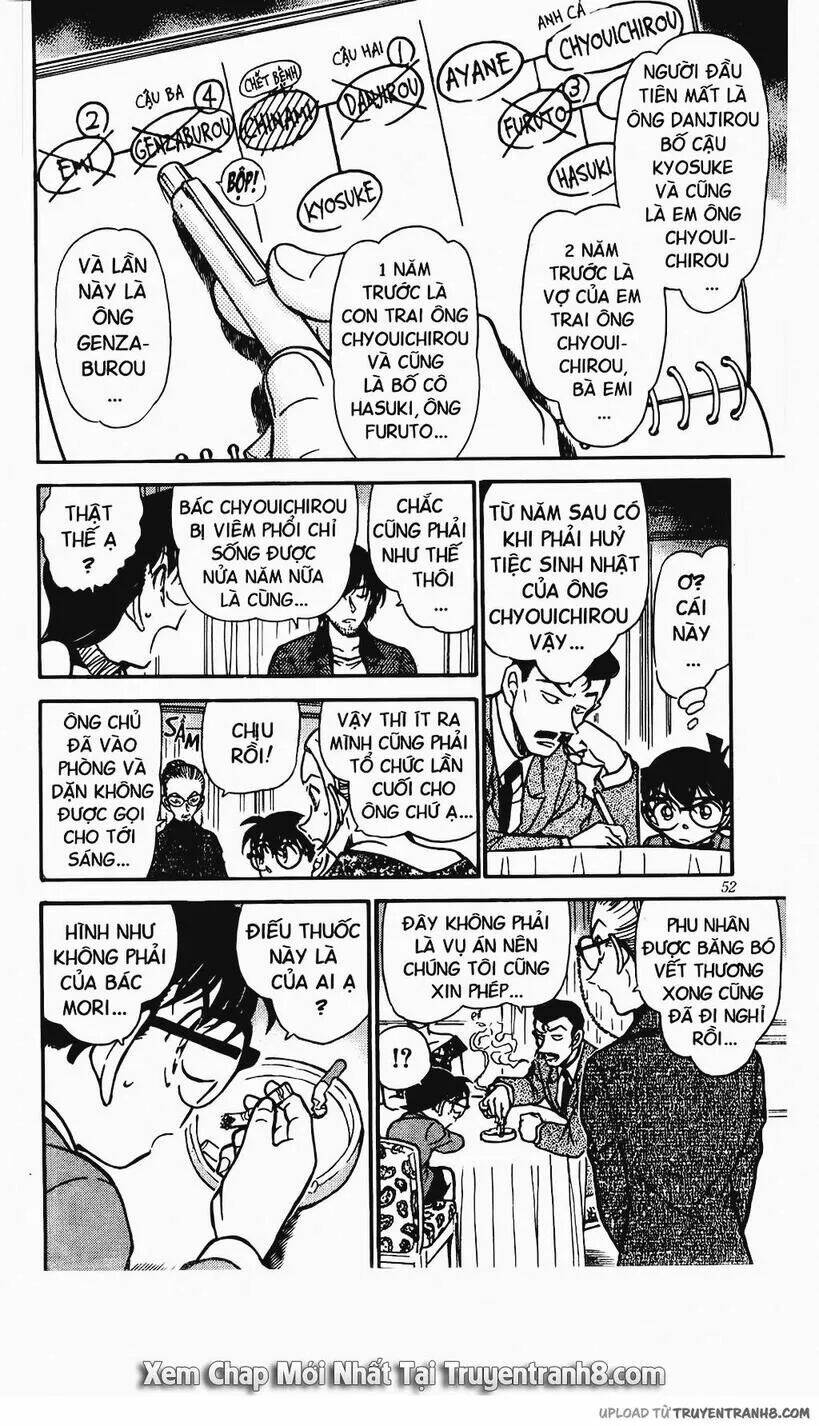 ANH CẢ
CHYOUICHIROU
AYANE
3
FURUTO
HASUKI
CẬU HAI
1
DANJIROU
CHẾT BỆNH
CHINAMI
KYOSUKE
CẬU BA
4
GENZABUROU
2
EMI
BỘP!
NGƯỜI ĐẦU
TIÊN MẤT LÀ
ÔNG DANJIROU
BỐ CẬU
KYOSUKE
VÀ CŨNG
LÀ EM ÔNG
CHYOUI-
CHIROU
...
2 NĂM
TRƯỚC LÀ
VỢ CỦA EM
TRAI ÔNG
CHYOUI-
CHIROU,
BÀ EMI
...
1 NĂM
TRƯỚC LÀ
CON TRAI ÔNG
CHYOUICHIROU
VÀ CŨNG
LÀ BỐ CÔ
HASUKI, ÔNG
FURUTO...
VÀ LẦN
NÀY LÀ
ÔNG
GENZA-
BUROU
...
Ơ?
CÁI
NÀY
...
TỪ NĂM SAU CÓ
KHI PHẢI HUỶ
TIỆC SINH NHẬT
CỦA ÔNG
CHYOUICHIROU
VẬY...
CHẮC
CŨNG PHẢI
NHƯ THẾ
THÔI
...
BÁC CHYOUICHIROU
BỊ VIÊM PHỔI CHỈ
SỐNG ĐƯỢC
NỬA NĂM NỮA
LÀ CÙNG...
THẬT
THẾ Ạ
?
VẬY THÌ ÍT RA
MÌNH CŨNG PHẢI
TỔ CHỨC LẦN
CUỐI CHO
ÔNG CHỨ Ạ...
CHỊU
RỒI!
SẦM
ÔNG CHỦ
ĐÃ VÀO
PHÒNG VÀ
DẶN KHÔNG
ĐƯỢC GỌI
CHO TỚI
SÁNG...
52
PHU NHÂN
ĐƯỢC BĂNG BÓ
VẾT THƯƠNG
XONG CŨNG
ĐÃ ĐI NGHỈ
RỒI...
ĐÂY KHÔNG PHẢI
LÀ VỤ ÁN NÊN
CHÚNG TÔI CŨNG
XIN PHÉP...
!?
ĐIẾU THUỐC
NÀY LÀ
CỦA AI Ạ
?
HÌNH NHƯ
KHÔNG PHẢI
CỦA BÁC
MORI...
Xem Chap Mới Nhất Tại Truyentranh8.com
UPLOAD TỪ TRUYENTRANH8.COM